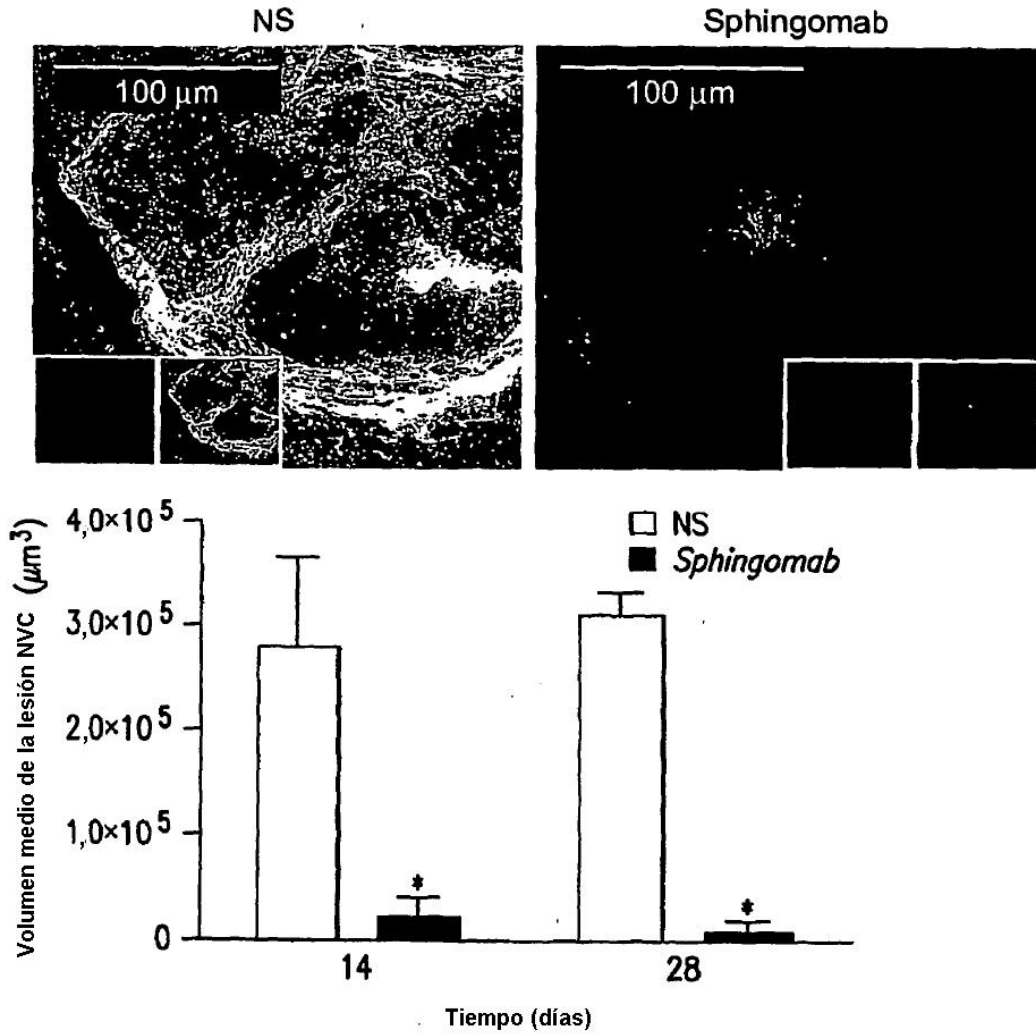 NS
Sphingomab
100 µm
100 µm
Volumen medio de la lesión NVC (µm³)
4,0×10⁵
3,0×10⁵
2,0×10⁵
1,0×10⁵
0
NS
Sphingomab
*
*
14
28
Tiempo (días)